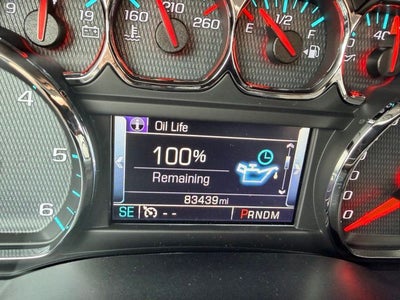 19
160 210 260
E 1/2 F
40
Oil Life
100%
Remaining
83439mi
SE -- PRNDM
4
5
6